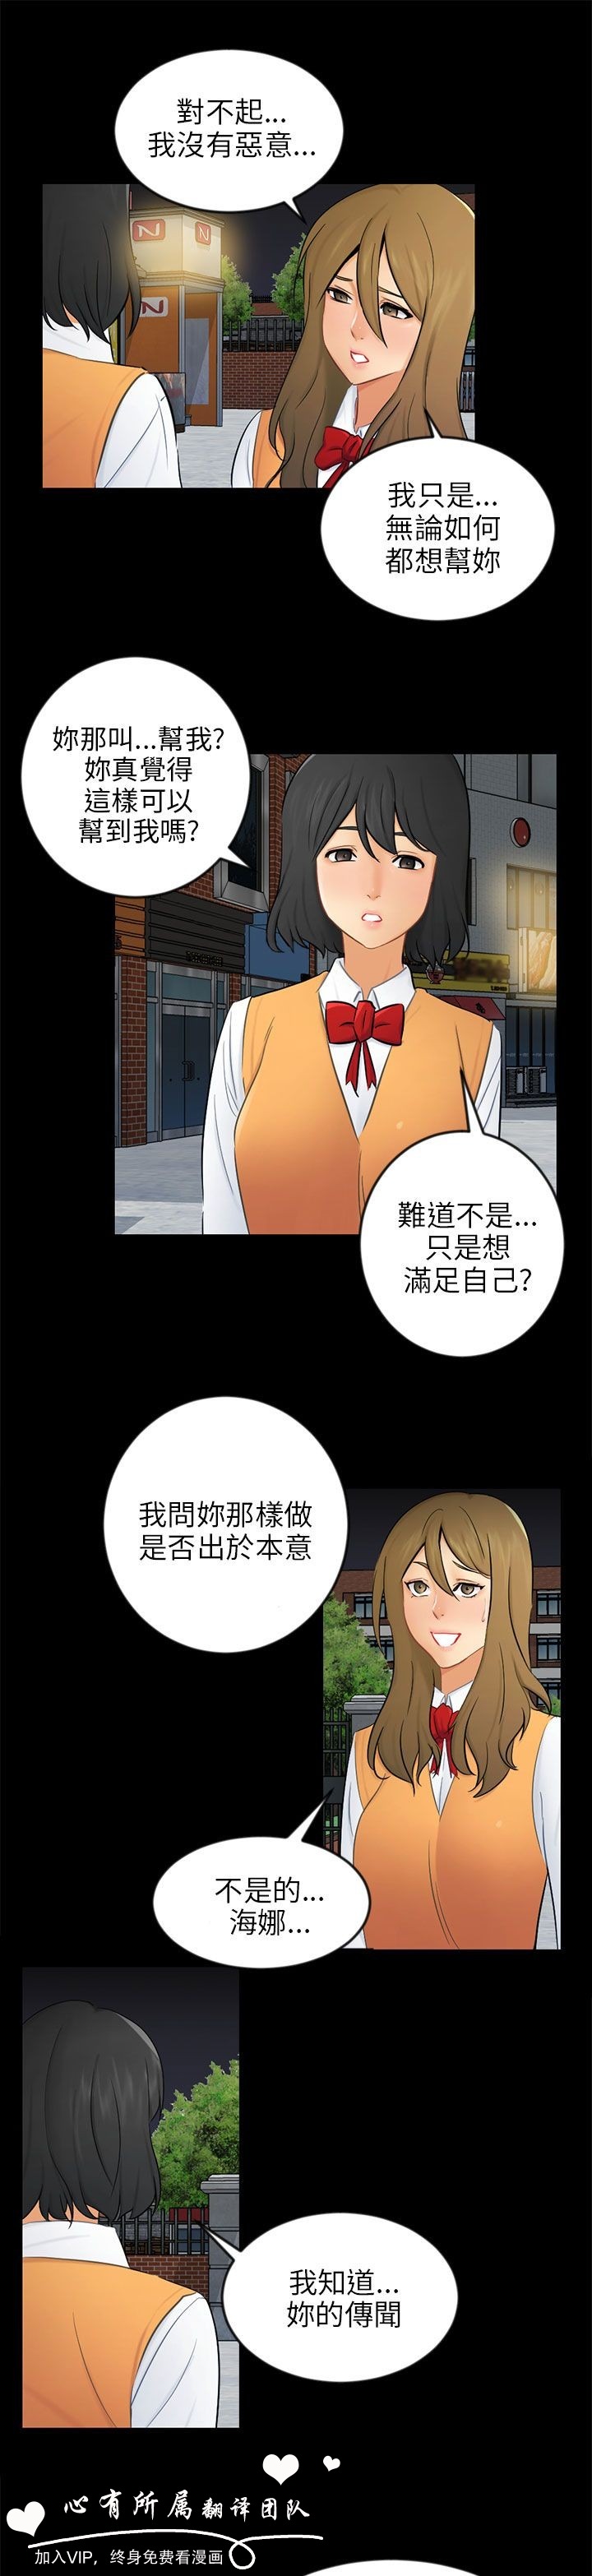 對不起...
我沒有惡意...
N
N
N
我只是...
無論如何
都想幫妳
妳那叫...幫我?
妳真覺得
這樣可以
幫到我嗎?
難道不是...
只是想
滿足自己?
我問妳那樣做
是否出於本意
不是的...
海娜...
我知道...
妳的傳聞
心有所属翻译团队
加入VIP，终身免费看漫画